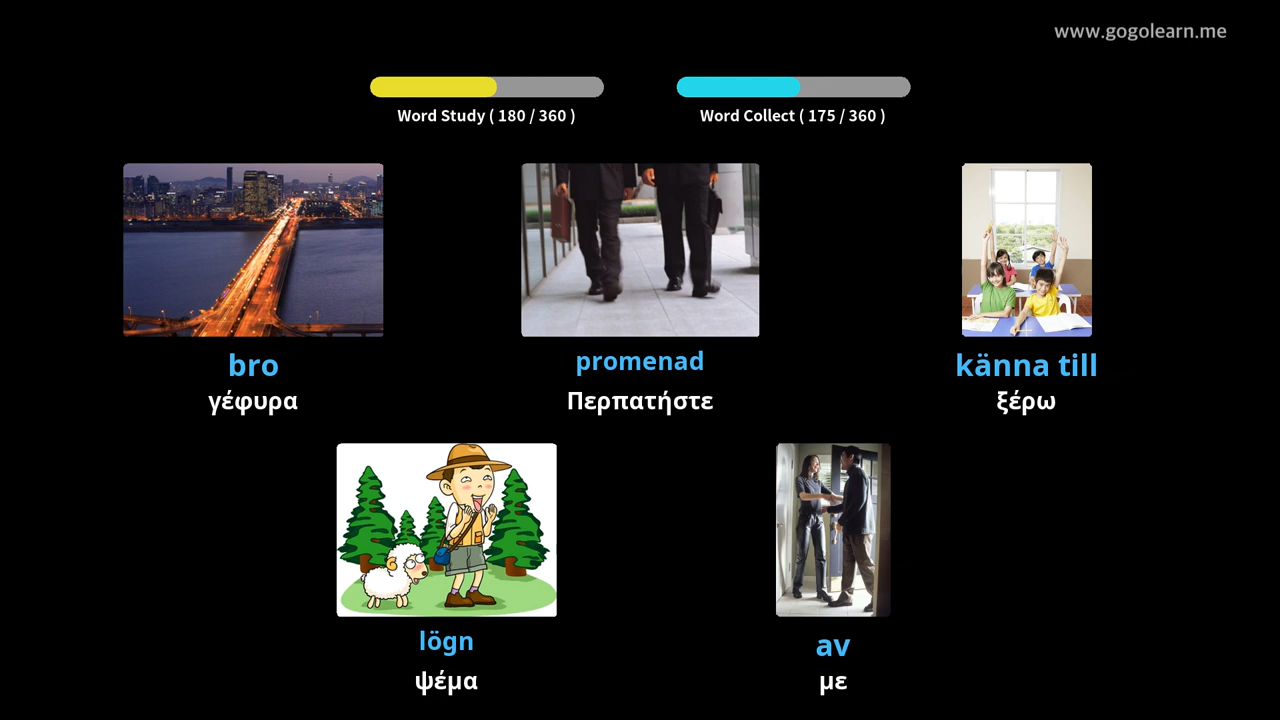 www.gogolearn.me
Word Study ( 180 / 360 )
Word Collect ( 175 / 360 )
bro
γέφυρα
promenad
Περπατήστε
känna till
ξέρω
lögn
ψέμα
av
με